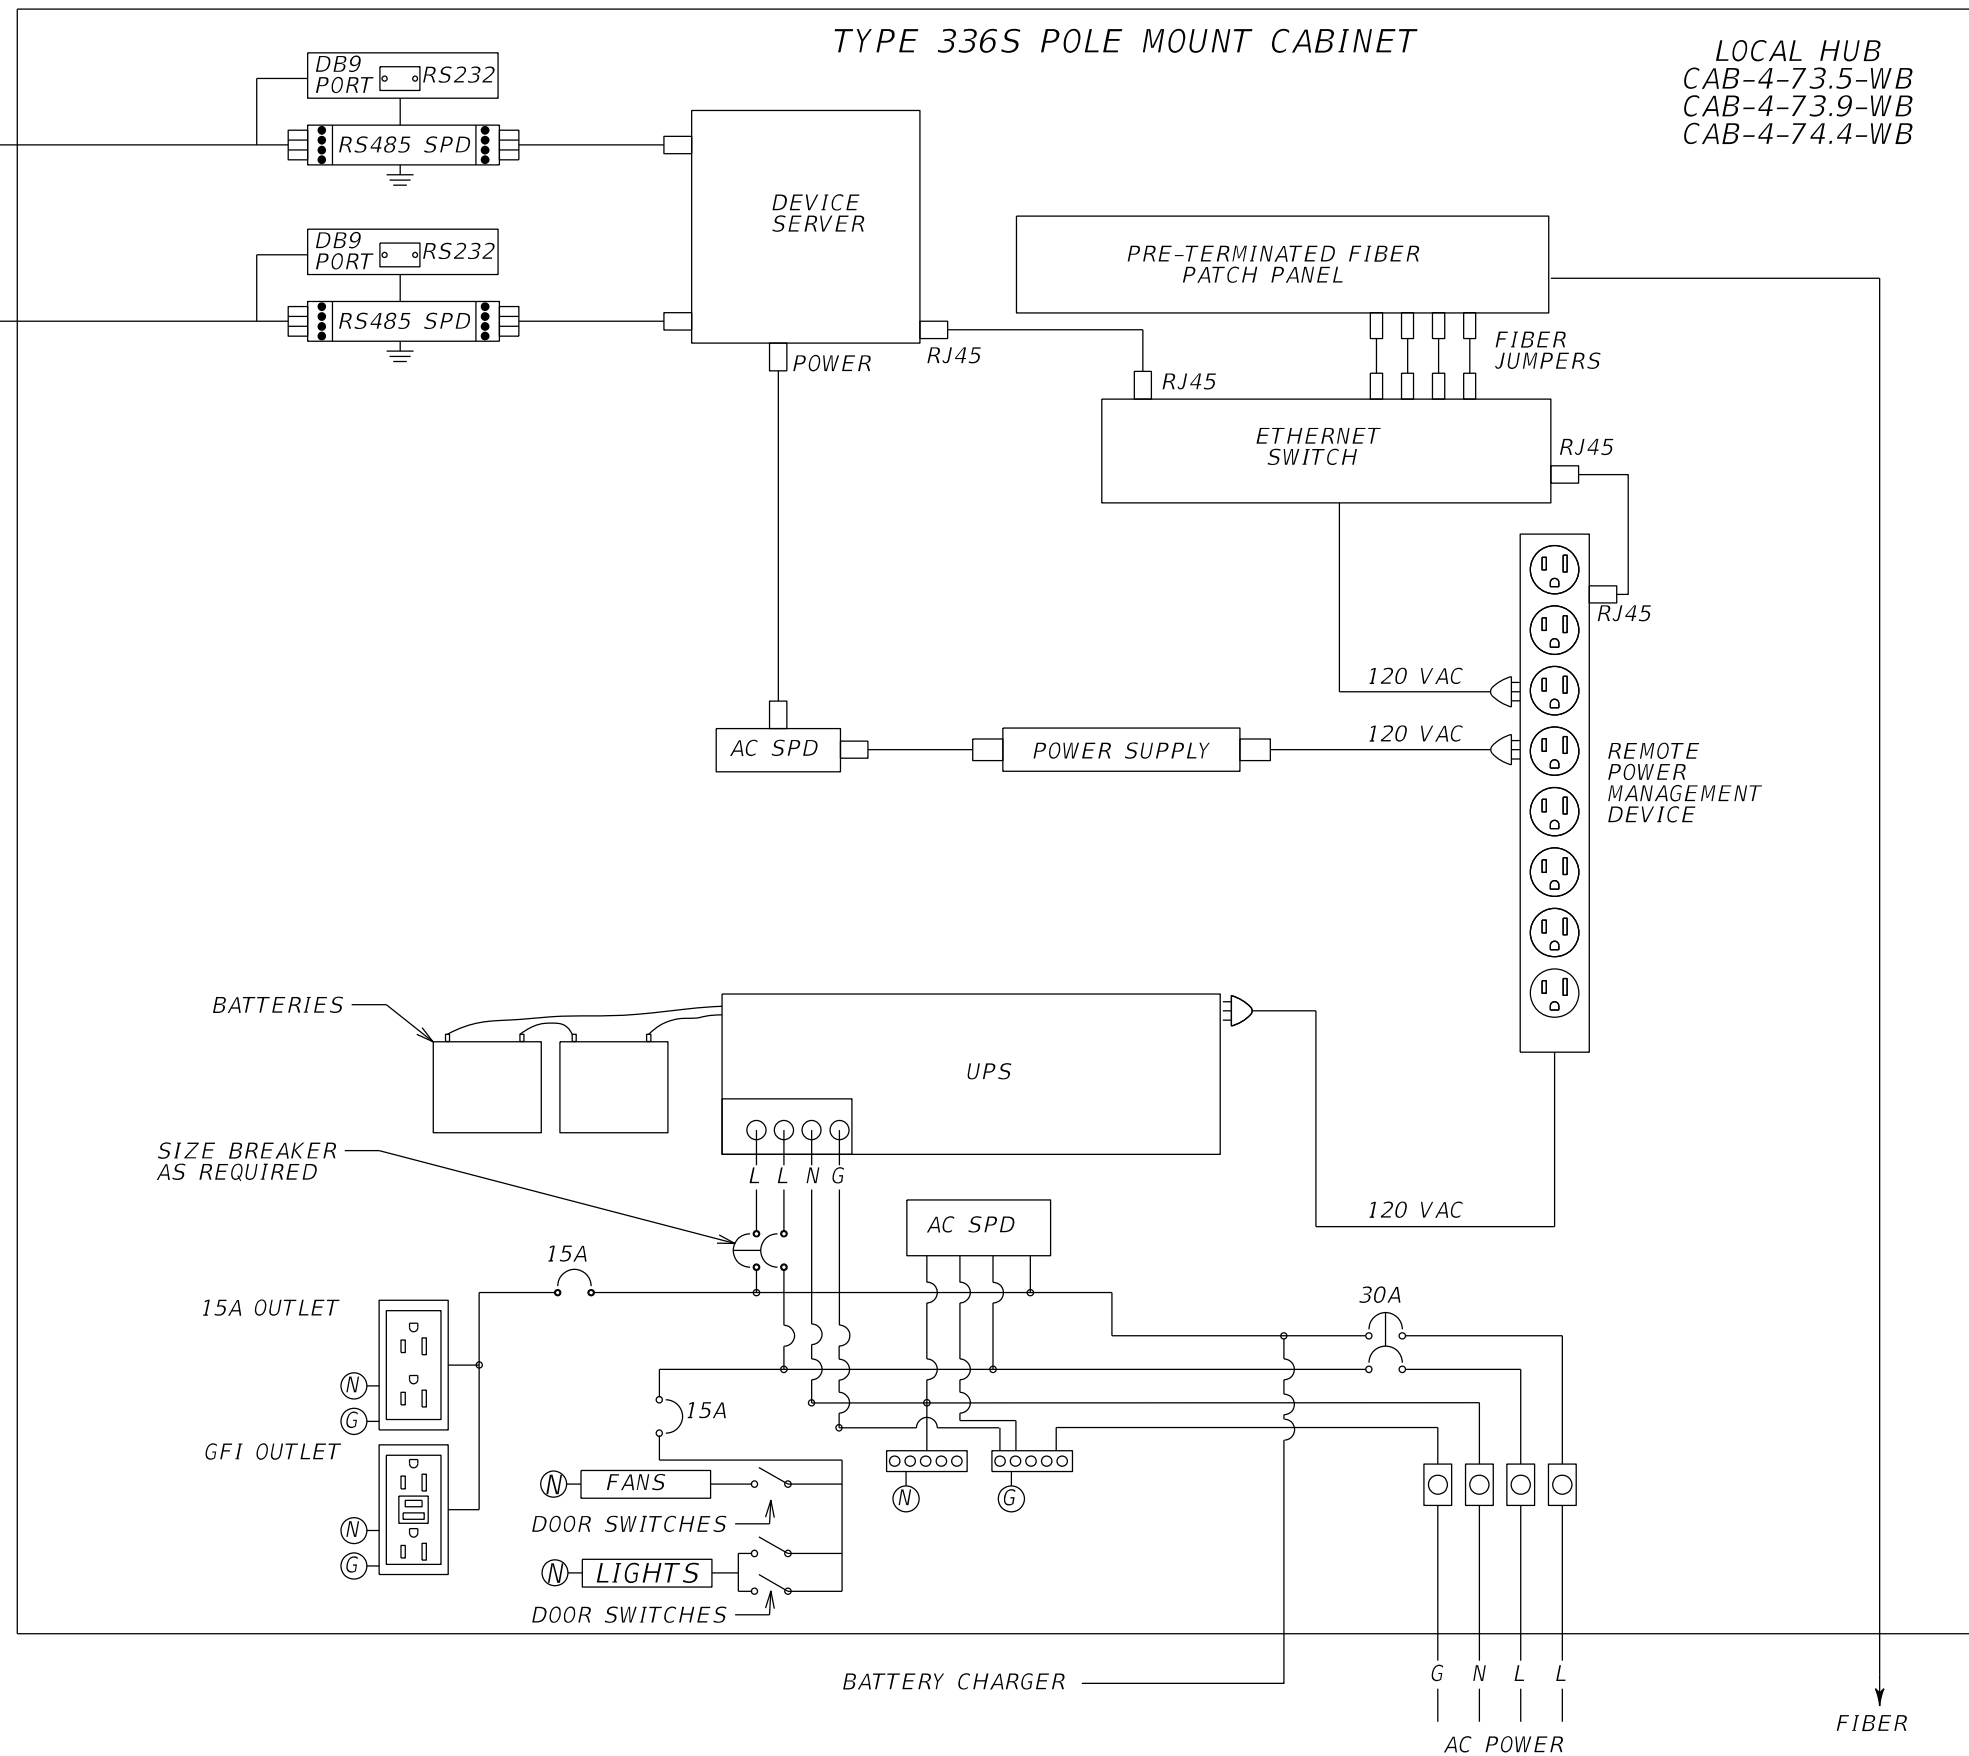 TYPE 336S POLE MOUNT CABINET
LOCAL HUB
CAB-4-73.5-WB
CAB-4-73.9-WB
CAB-4-74.4-WB
DB9
PORT
RS232
RS485 SPD
DB9
PORT
RS232
RS485 SPD
DEVICE
SERVER
POWER
RJ45
PRE-TERMINATED FIBER
PATCH PANEL
FIBER
JUMPERS
RJ45
ETHERNET
SWITCH
RJ45
RJ45
120 VAC
120 VAC
AC SPD
POWER SUPPLY
REMOTE
POWER
MANAGEMENT
DEVICE
BATTERIES
UPS
SIZE BREAKER
AS REQUIRED
L L N G
120 VAC
AC SPD
15A
30A
15A OUTLET
N
G
GFI OUTLET
N
G
15A
N FANS
DOOR SWITCHES
N LIGHTS
DOOR SWITCHES
N
G
BATTERY CHARGER
G N L L
AC POWER
FIBER